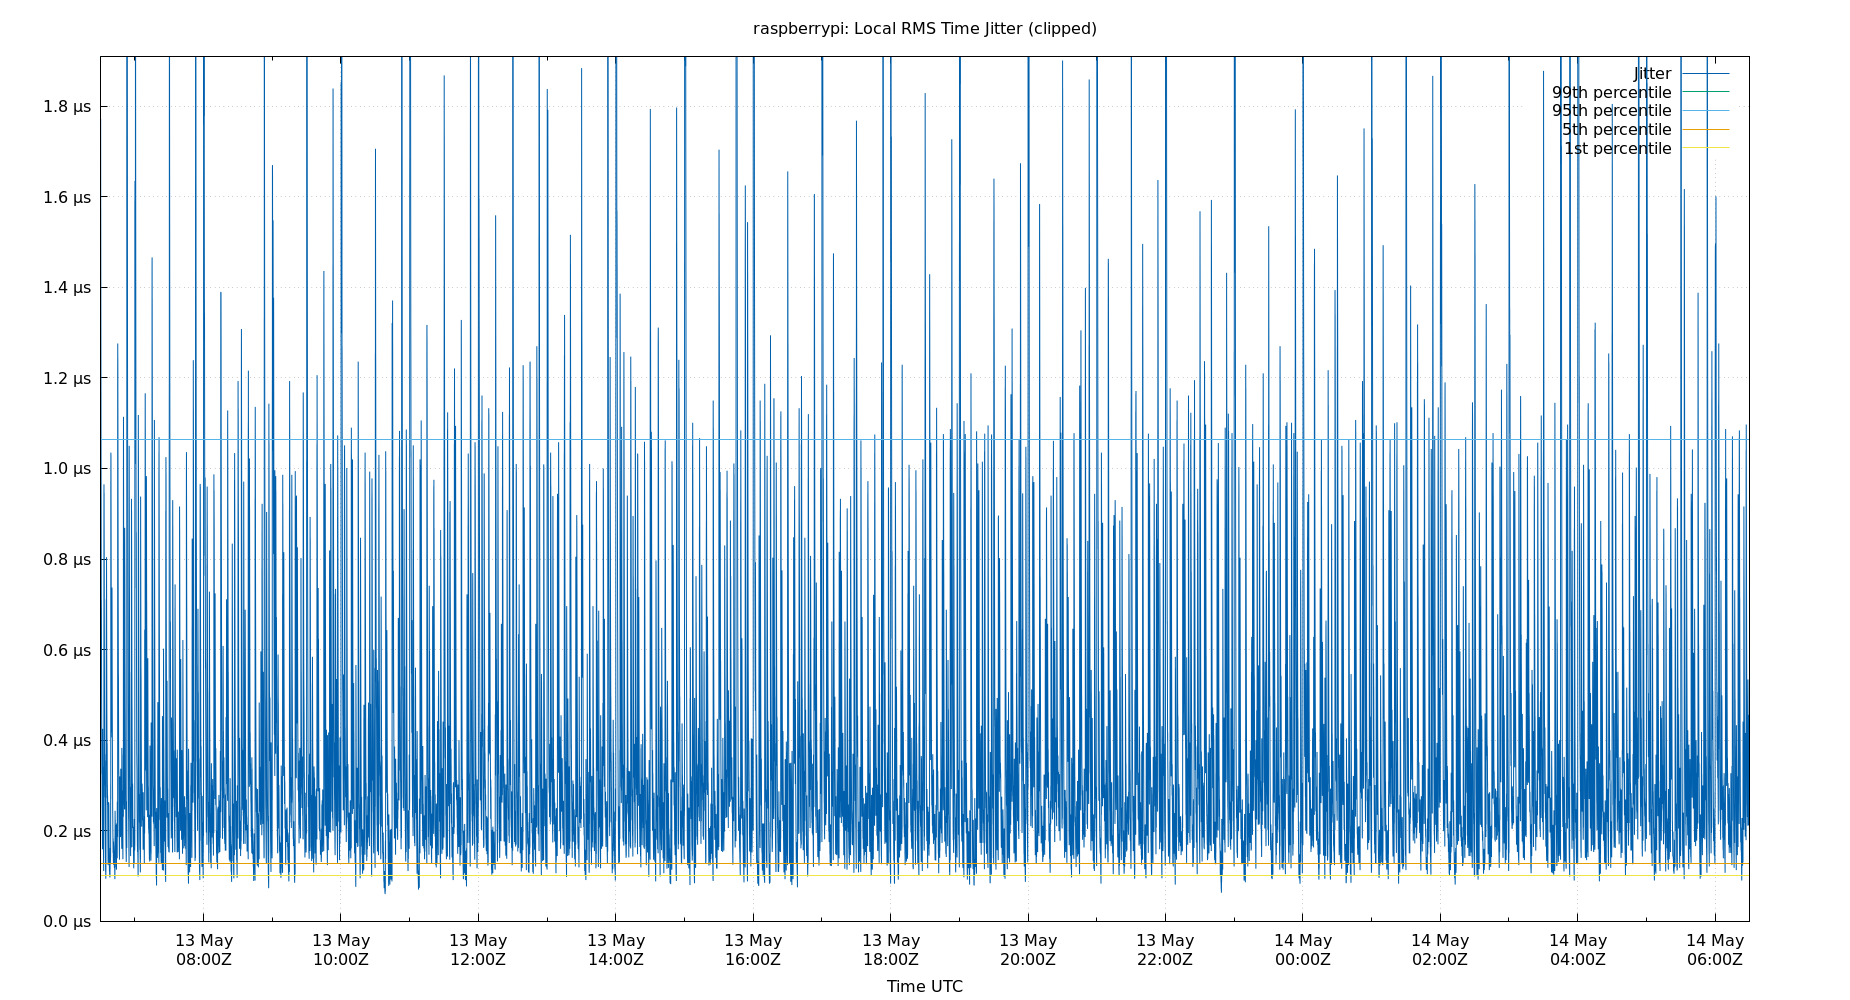 raspberrypi: Local RMS Time Jitter (clipped)
Jitter
99th percentile
95th percentile
5th percentile
1st percentile
1.8 μs
1.6 μs
1.4 μs
1.2 μs
1.0 μs
0.8 μs
0.6 μs
0.4 μs
0.2 μs
0.0 μs
13 May 13 May 13 May 13 May 13 May 13 May 13 May 13 May 14 May 14 May 14 May 14 May
08:00Z 10:00Z 12:00Z 14:00Z 16:00Z 18:00Z 20:00Z 22:00Z 00:00Z 02:00Z 04:00Z 06:00Z
Time UTC